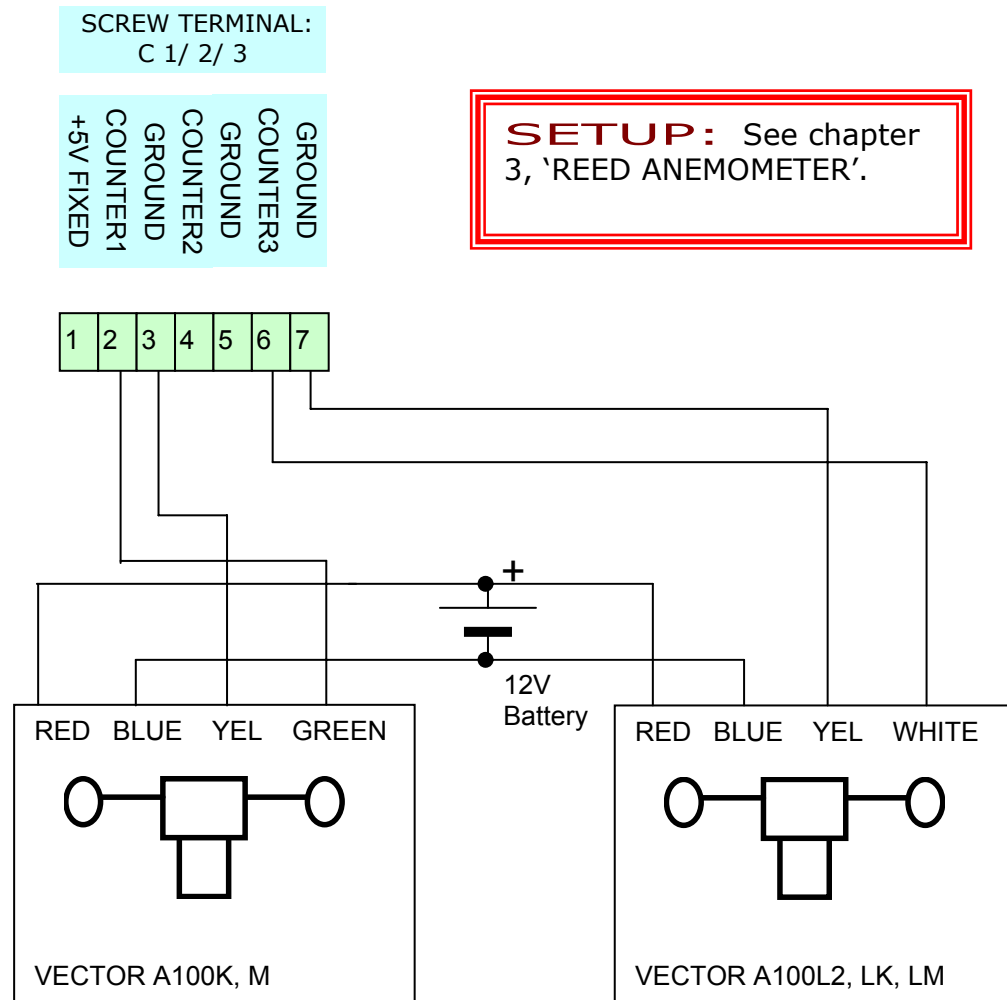 SCREW TERMINAL:
C 1/ 2/ 3
+5V FIXED
COUNTER1
GROUND
COUNTER2
GROUND
COUNTER3
GROUND
SETUP: See chapter
3, ‘REED ANEMOMETER’.
1 2 3 4 5 6 7
+
12V
Battery
RED BLUE YEL GREEN
RED BLUE YEL WHITE
VECTOR A100K, M
VECTOR A100L2, LK, LM